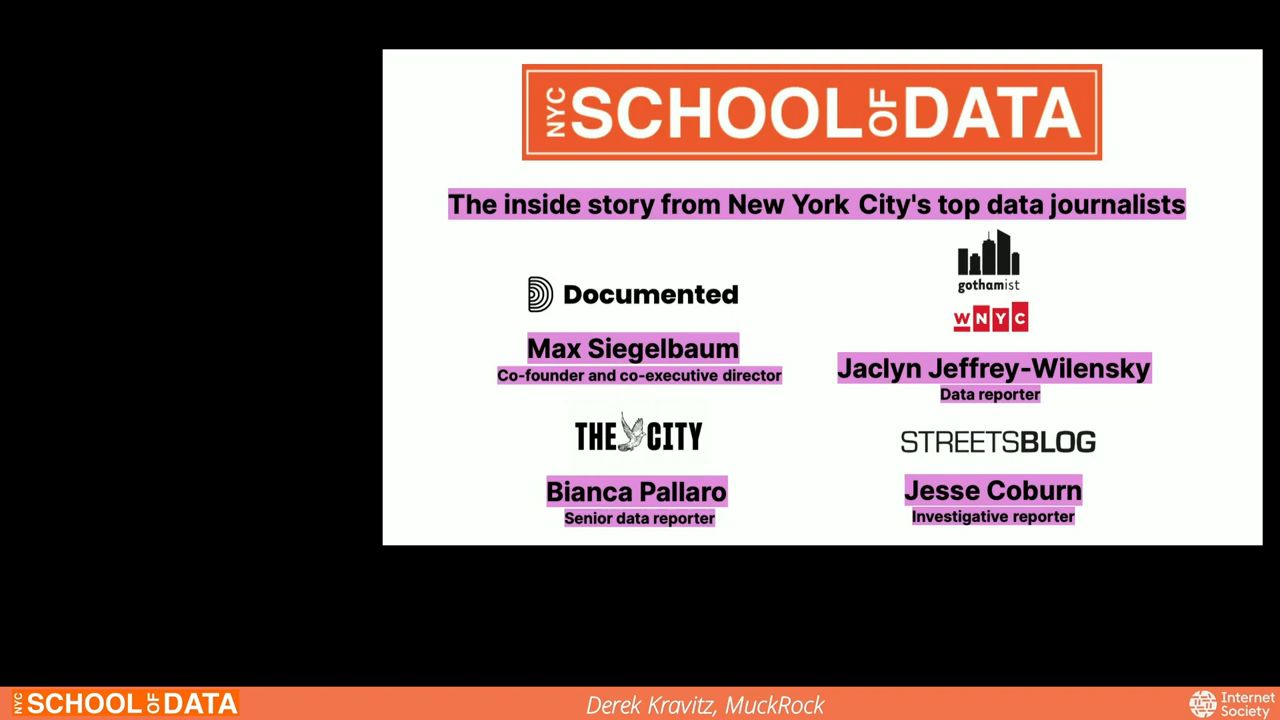 NYC SCHOOL OF DATA
The inside story from New York City's top data journalists
Documented
Max Siegelbaum
Co-founder and co-executive director
gothamist
WNYC
Jaclyn Jeffrey-Wilensky
Data reporter
THE CITY
Bianca Pallaro
Senior data reporter
STREETSBLOG
Jesse Coburn
Investigative reporter
NYC SCHOOL OF DATA
Derek Kravitz, MuckRock
Internet
Society